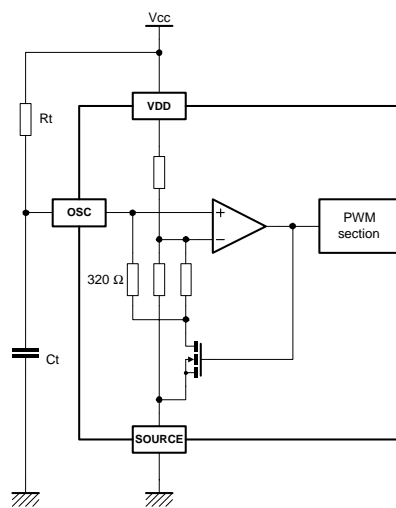 Vcc
VDD
Rt
OSC
+
−
PWM
section
320 Ω
Ct
SOURCE